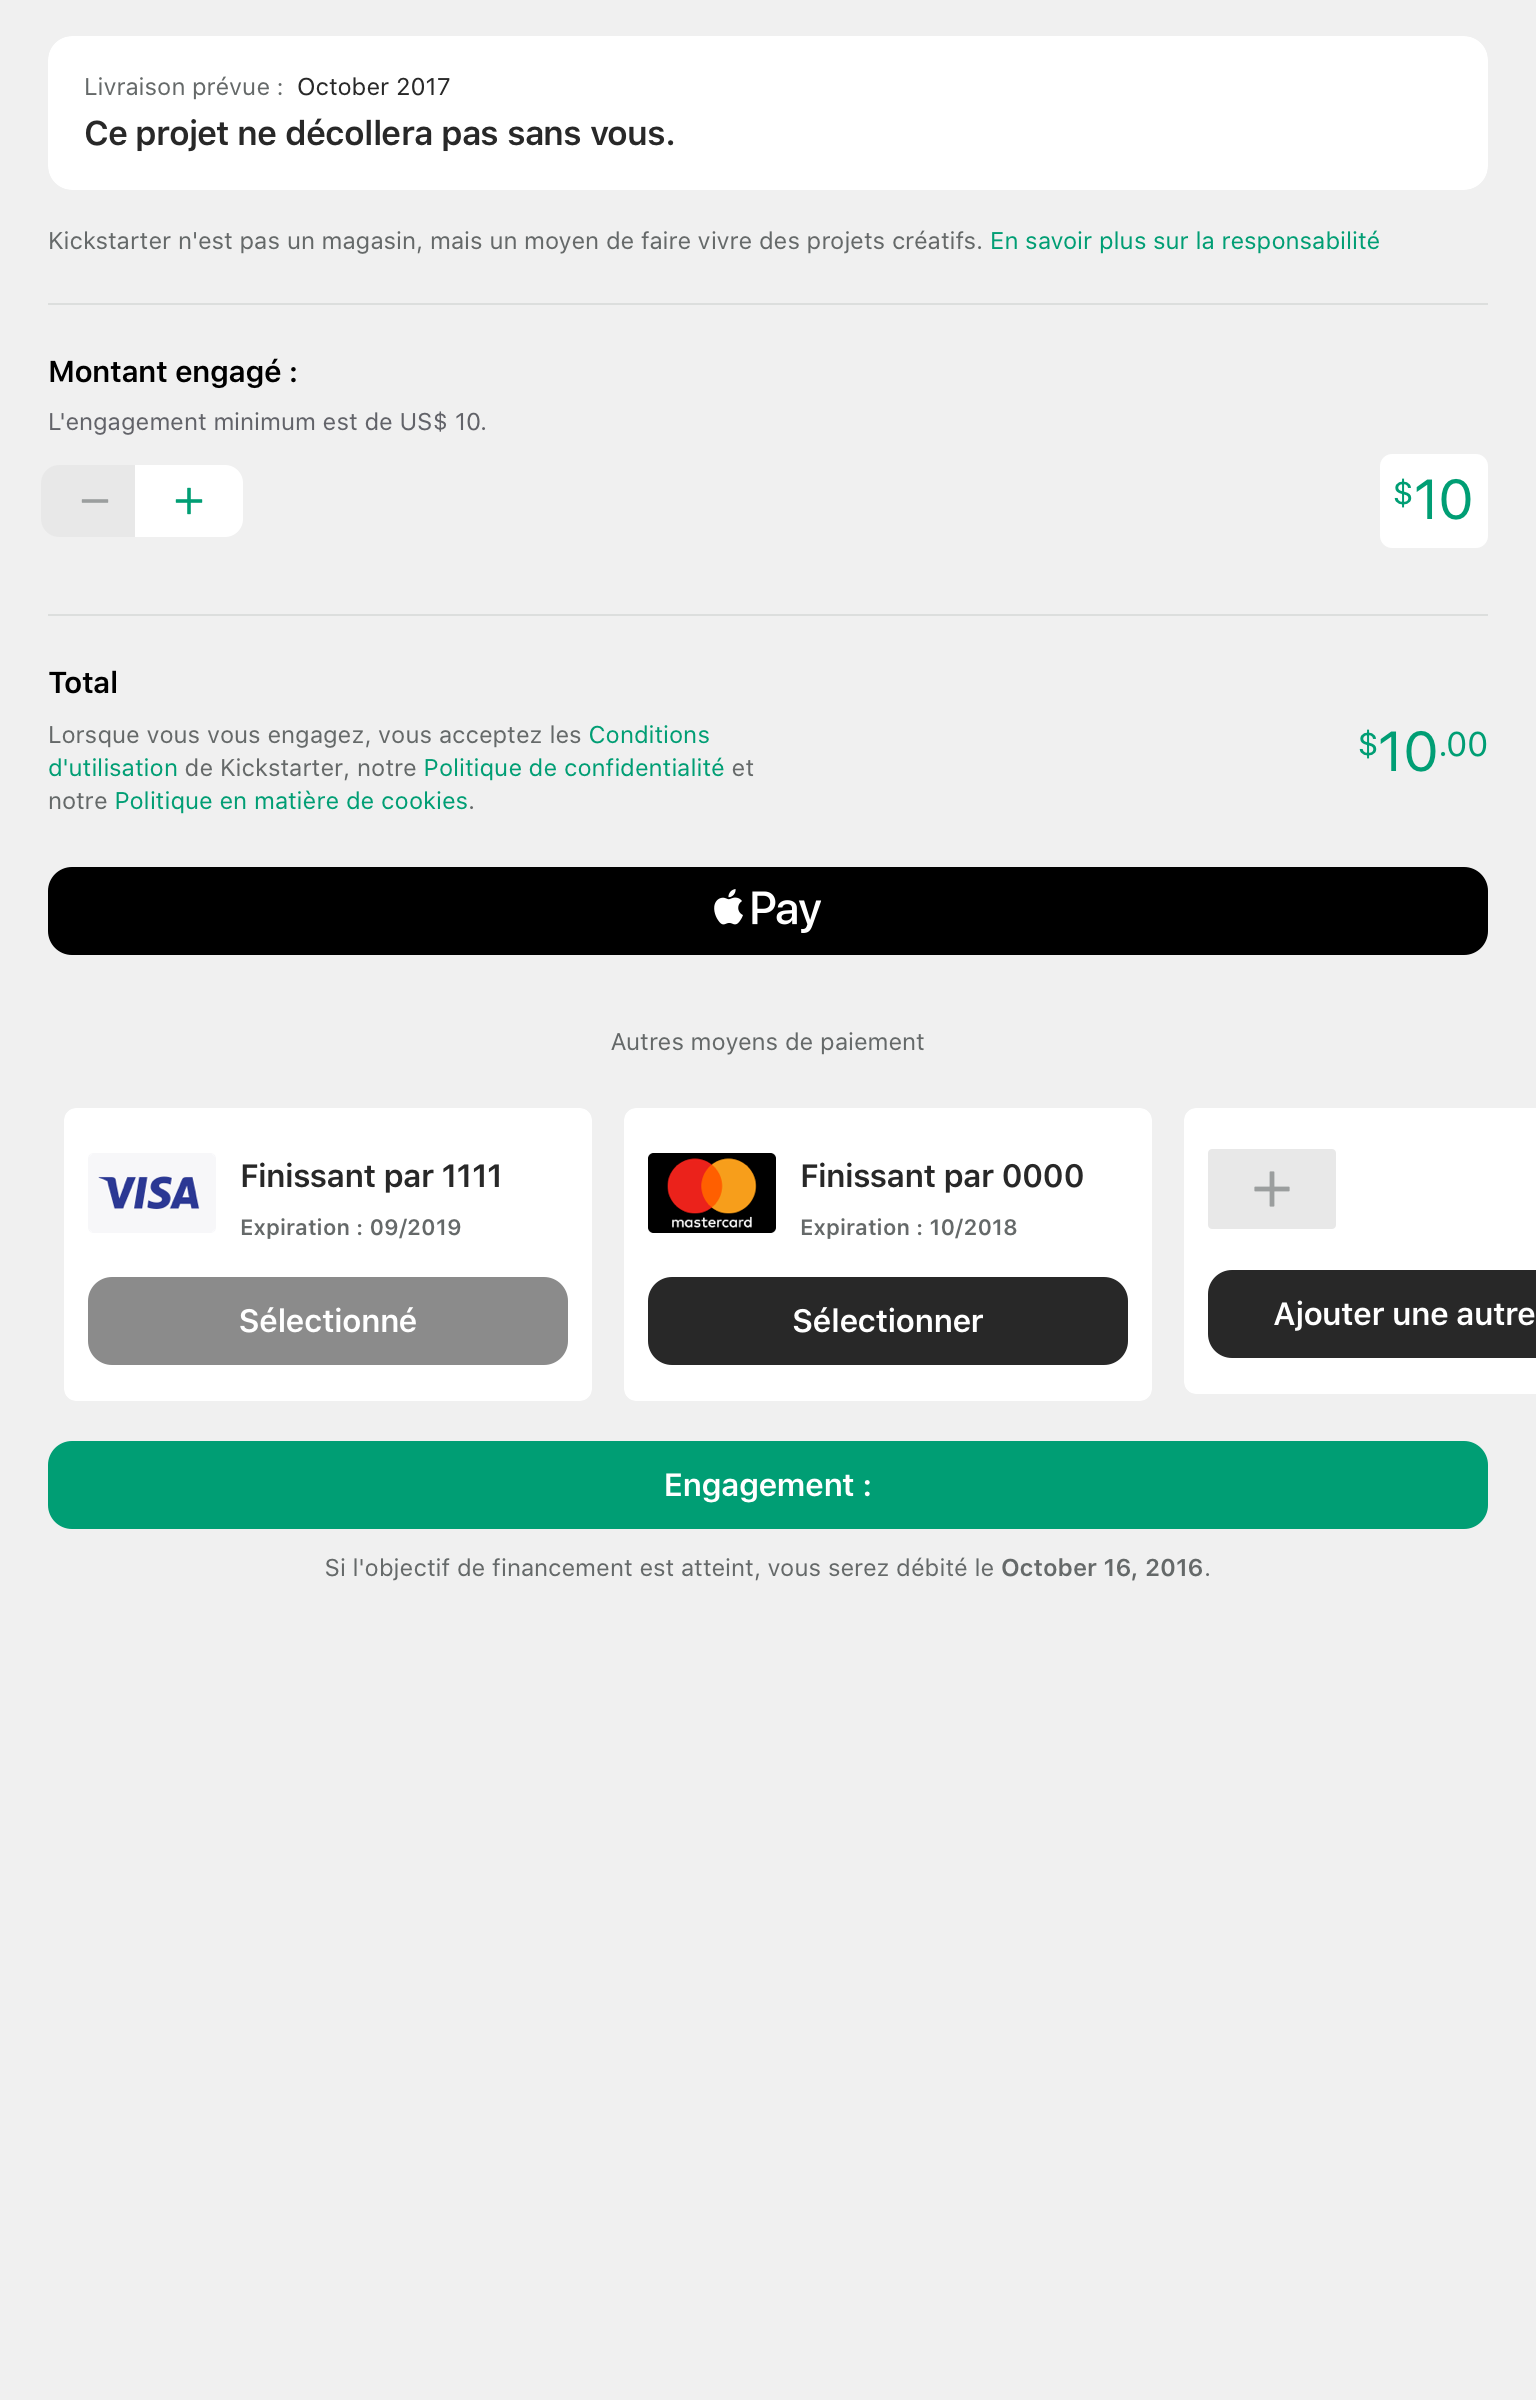 Livraison prévue : October 2017
Ce projet ne décollera pas sans vous.
Kickstarter n'est pas un magasin, mais un moyen de faire vivre des projets créatifs. En savoir plus sur la responsabilité
Montant engagé :
L'engagement minimum est de US$ 10.
$10
Total
Lorsque vous vous engagez, vous acceptez les Conditions
d'utilisation de Kickstarter, notre Politique de confidentialité et
notre Politique en matière de cookies.
$10.00
Pay
Autres moyens de paiement
VISA
Finissant par 1111
Expiration : 09/2019
Sélectionné
mastercard
Finissant par 0000
Expiration : 10/2018
Sélectionner
Ajouter une autre
Engagement :
Si l'objectif de financement est atteint, vous serez débité le October 16, 2016.